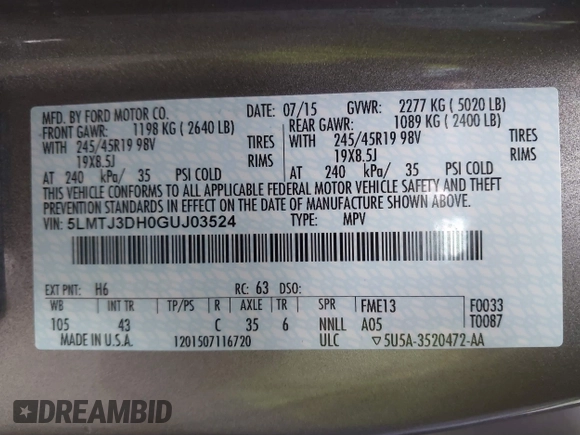 MFD. BY FORD MOTOR CO. DATE: 07/15 GVWR: 2277 KG ( 5020 LB)
FRONT GAWR: 1198 KG ( 2640 LB) REAR GAWR: 1089 KG ( 2400 LB)
WITH 245/45R19 98V TIRES WITH 245/45R19 98V TIRES
19X8.5J RIMS 19X8.5J RIMS
AT 240 kPa/ 35 PSI COLD AT 240 kPa/ 35 PSI COLD
THIS VEHICLE CONFORMS TO ALL APPLICABLE FEDERAL MOTOR VEHICLE SAFETY AND THEFT
PREVENTION STANDARDS IN EFFECT ON THE DATE OF MANUFACTURE SHOWN ABOVE.
VIN: 5LMTJ3DH0GUJ03524 TYPE: MPV
EXT PNT: H6 RC: 63 DSO:
WB INT TR TP/PS R AXLE TR SPR FME13 F0033
105 43 C 35 6 NNLL A05 T0087
MADE IN U.S.A. 1201507116720 ULC ▽5U5A-3520472-AA
DREAMBID